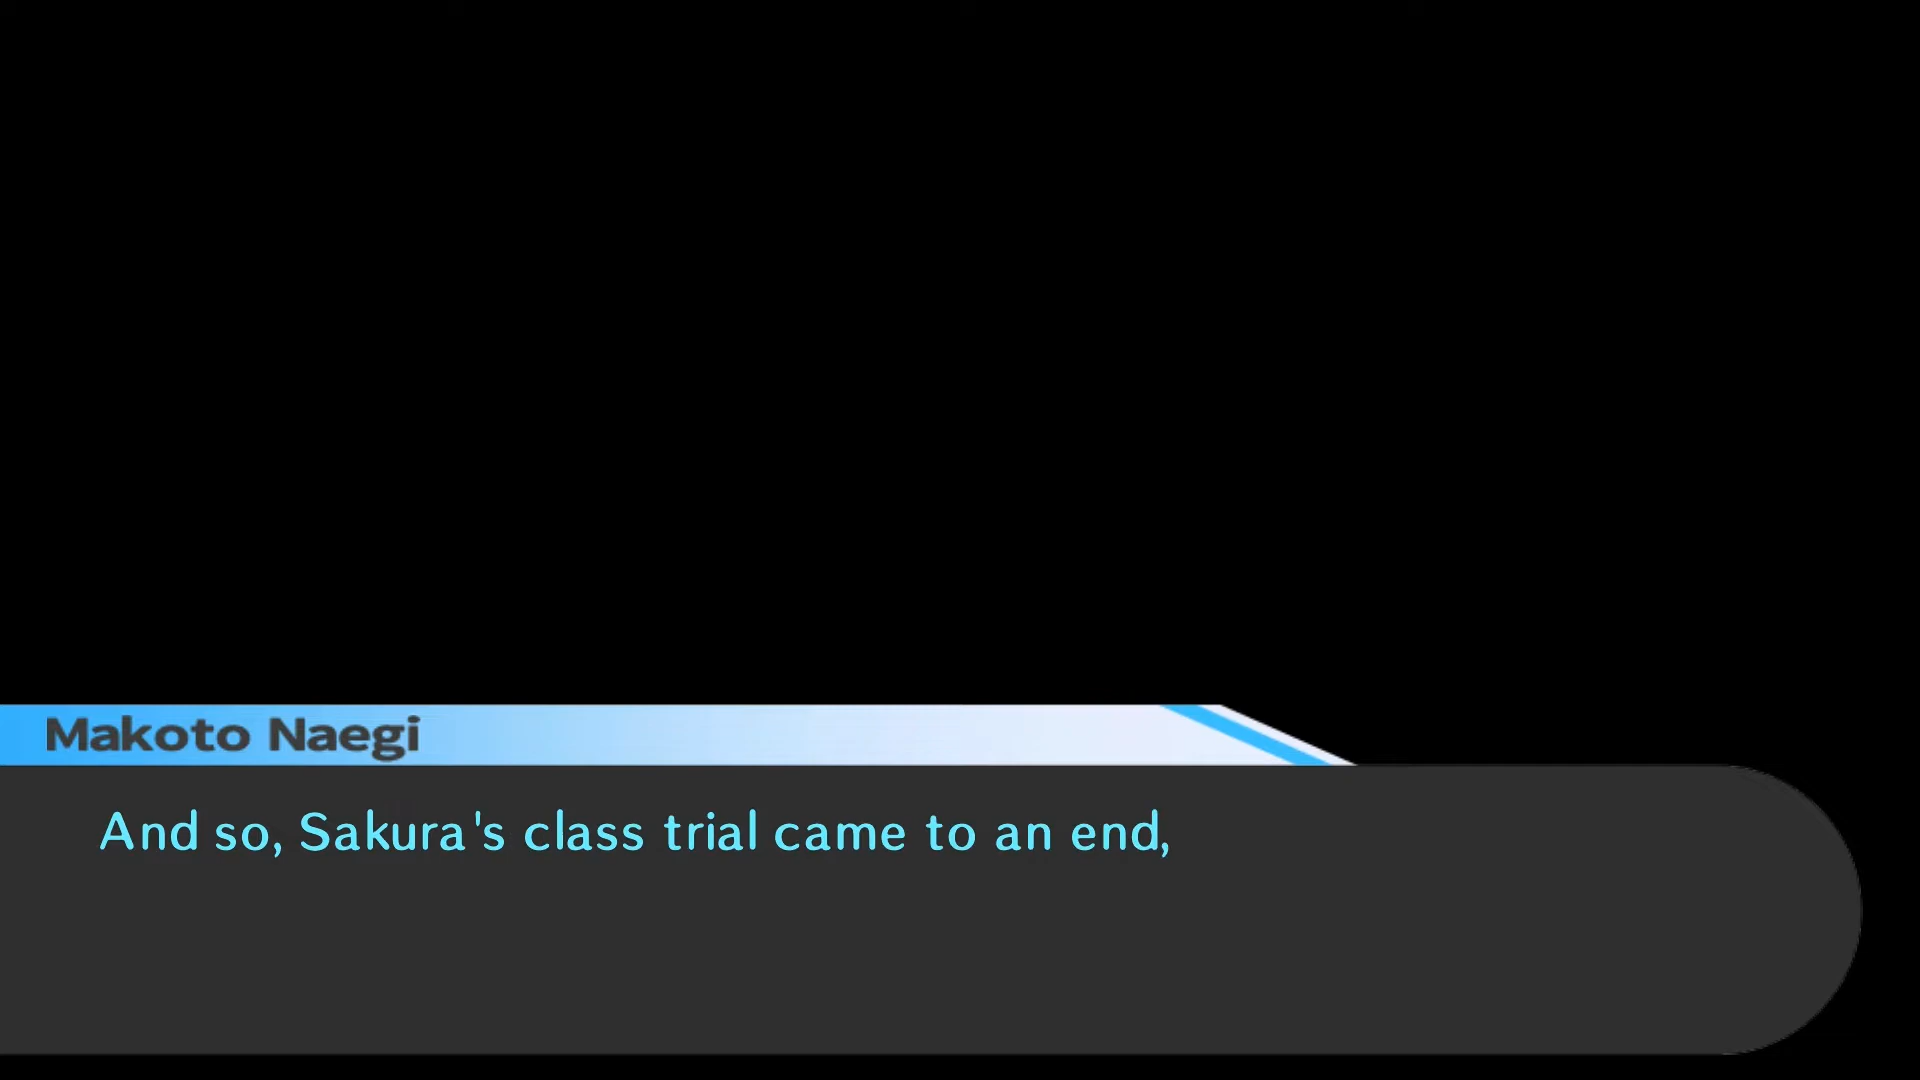 Makoto Naegi
And so, Sakura's class trial came to an end,